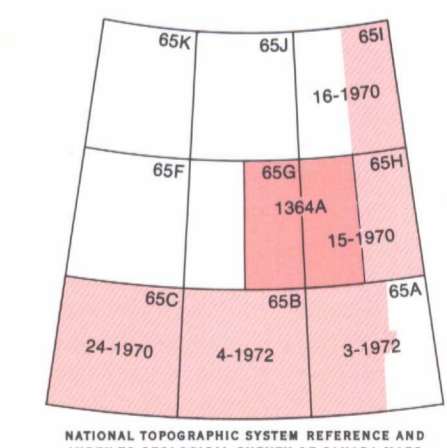 65K 65J 65I
16-1970
65F 65G 65H
1364A
15-1970
65C 65B 65A
24-1970 4-1972 3-1972
NATIONAL TOPOGRAPHIC SYSTEM REFERENCE AND